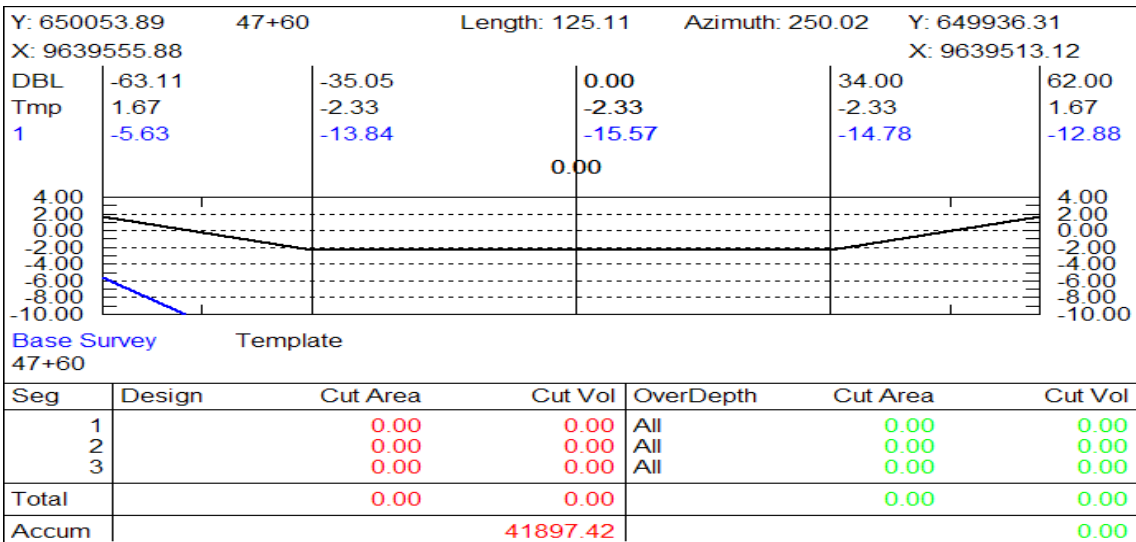 Y: 650053.89 47+60 Length: 125.11 Azimuth: 250.02 Y: 649936.31
X: 9639555.88 X: 9639513.12
DBL -63.11 -35.05 0.00 34.00 62.00
Tmp 1.67 -2.33 -2.33 -2.33 1.67
1 -5.63 -13.84 -15.57 -14.78 -12.88
0.00
4.00 4.00
2.00 2.00
0.00 0.00
-2.00 -2.00
-4.00 -4.00
-6.00 -6.00
-8.00 -8.00
-10.00 -10.00
Base Survey Template
47+60
Seg Design Cut Area Cut Vol OverDepth Cut Area Cut Vol
1 0.00 0.00 All 0.00 0.00
2 0.00 0.00 All 0.00 0.00
3 0.00 0.00 All 0.00 0.00
Total 0.00 0.00 0.00 0.00
Accum 41897.42 0.00